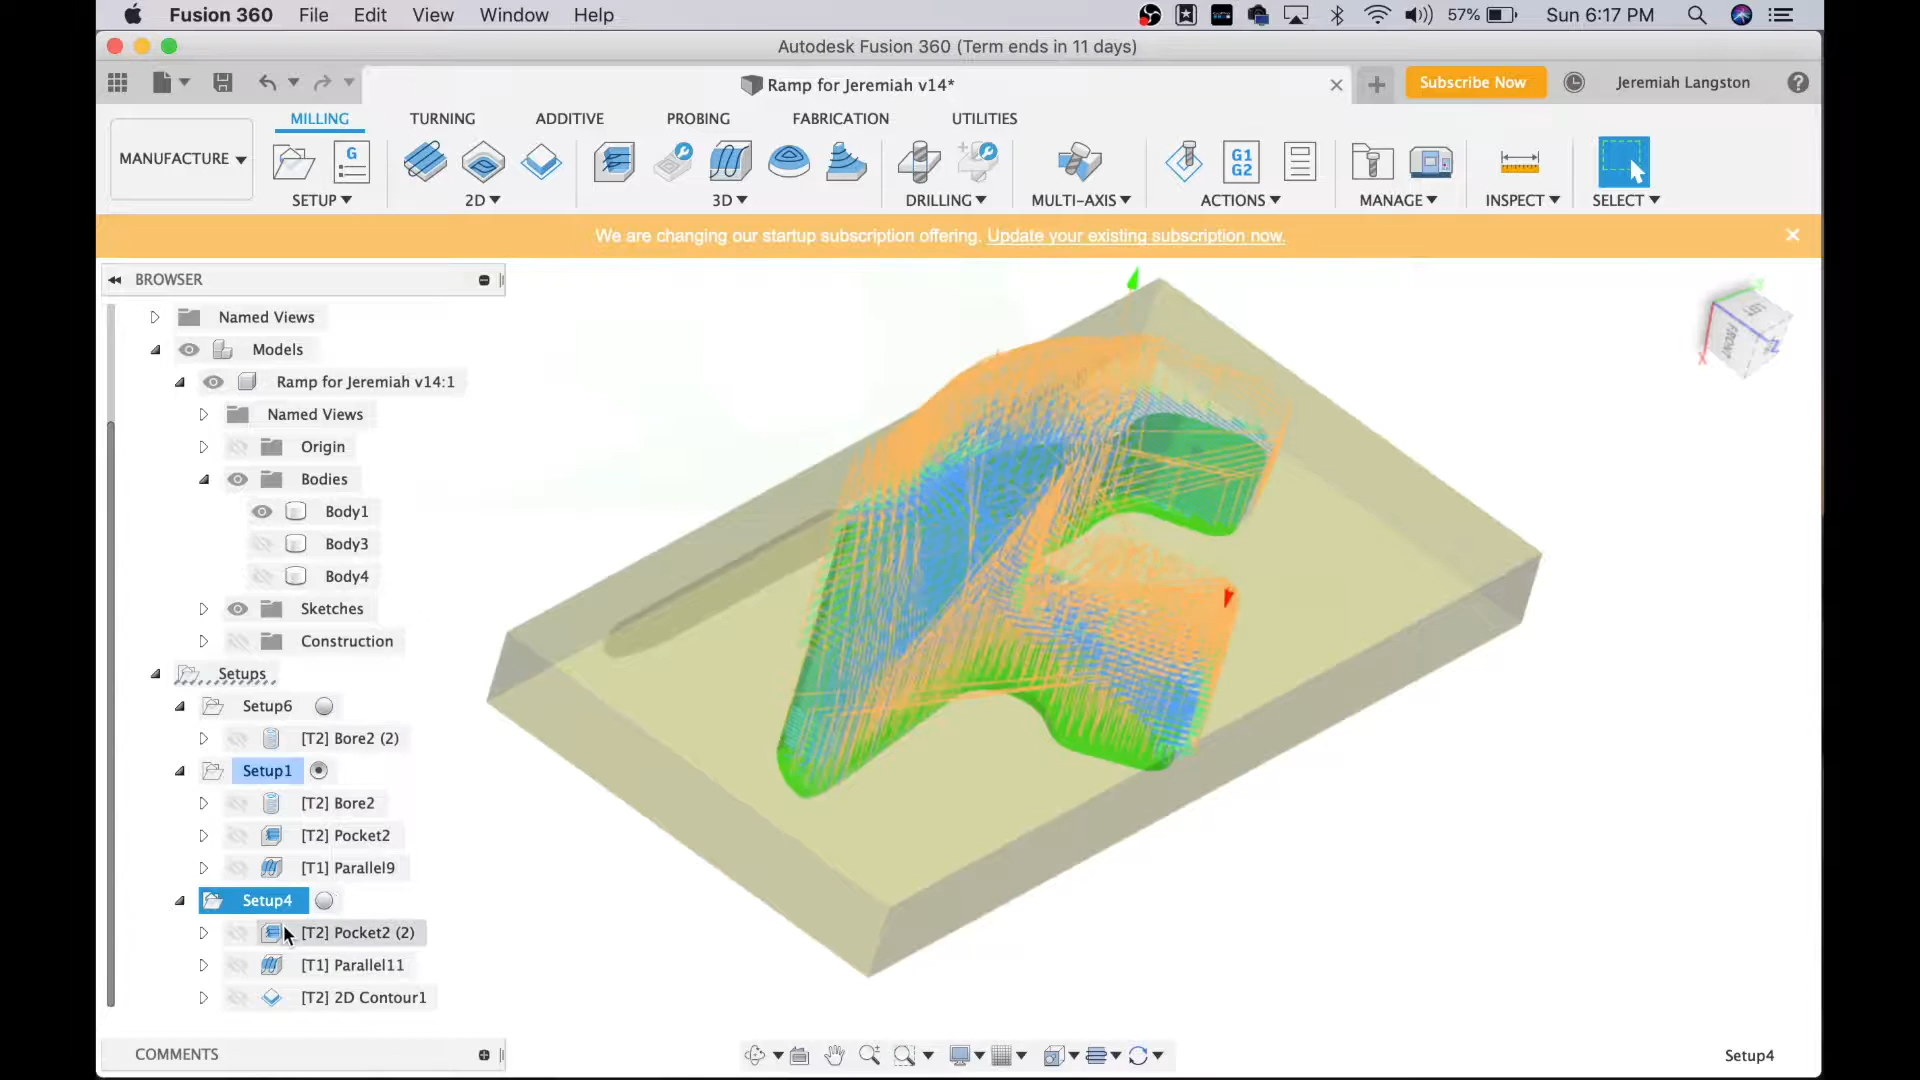 Fusion 360 File Edit View Window Help 57% Sun 6:17 PM
Autodesk Fusion 360 (Term ends in 11 days)
Ramp for Jeremiah v14* Subscribe Now Jeremiah Langston
MILLING TURNING ADDITIVE PROBING FABRICATION UTILITIES
MANUFACTURE
G
G1
G2
SETUP 2D 3D DRILLING MULTI-AXIS ACTIONS MANAGE INSPECT SELECT
We are changing our startup subscription offering. Update your existing subscription now.
BROWSER
Named Views
Models
Ramp for Jeremiah v14:1
Named Views
Origin
Bodies
Body1
Body3
Body4
Sketches
Construction
Setups
Setup6
[T2] Bore2 (2)
Setup1
[T2] Bore2
[T2] Pocket2
[T1] Parallel9
Setup4
[T2] Pocket2 (2)
[T1] Parallel11
[T2] 2D Contour1
LEFT
FRONT
Z
X
COMMENTS
Setup4